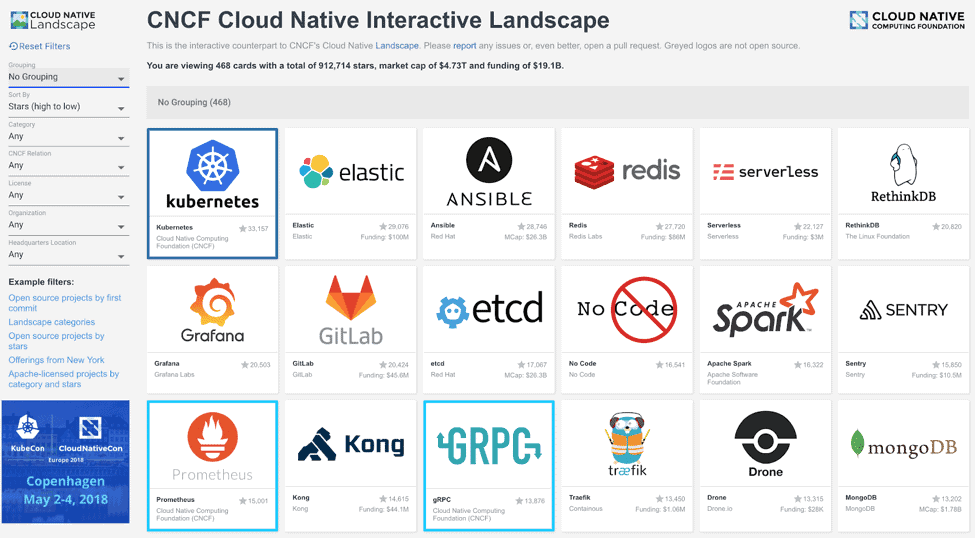 CLOUD NATIVE
Landscape
Reset Filters
Grouping
No Grouping
Sort By
Stars (high to low)
Category
Any
CNCF Relation
Any
License
Any
Organization
Any
Headquarters Location
Any
Example filters:
Open source projects by first
commit
Landscape categories
Open source projects by
stars
Offerings from New York
Apache-licensed projects by
category and stars
KubeCon
CloudNativeCon
Europe 2018
Copenhagen
May 2-4, 2018
CNCF Cloud Native Interactive Landscape
CLOUD NATIVE
COMPUTING FOUNDATION
This is the interactive counterpart to CNCF's Cloud Native Landscape. Please report any issues or, even better, open a pull request. Greyed logos are not open source.
You are viewing 468 cards with a total of 912,714 stars, market cap of $4.73T and funding of $19.1B.
No Grouping (468)
kubernetes
Kubernetes 33,157
Cloud Native Computing
Foundation (CNCF)
elastic
Elastic 29,076
Elastic Funding: $100M
ANSIBLE
Ansible 28,746
Red Hat MCap: $26.3B
redis
Redis 27,720
Redis Labs Funding: $86M
serverless
Serverless 22,127
Serverless Funding: $3M
RethinkDB
RethinkDB 20,820
The Linux Foundation
Grafana
Grafana 20,503
Grafana Labs
GitLab
GitLab 20,424
GitLab Funding: $45.6M
etcd
etcd 17,067
Red Hat MCap: $26.3B
No Code
No Code 16,541
No Code
APACHE
Spark
Apache Spark 16,322
Apache Software
Foundation
SENTRY
Sentry 15,850
Sentry Funding: $10.5M
Prometheus
Prometheus 15,001
Cloud Native Computing
Foundation (CNCF)
Kong
Kong 14,615
Kong Funding: $44.1M
GRPC
gRPC 13,876
Cloud Native Computing
Foundation (CNCF)
træfik
Traefik 13,450
Containous Funding: $1.06M
Drone
Drone 13,315
Drone.io Funding: $28K
mongoDB
MongoDB 13,202
MongoDB MCap: $1.78B